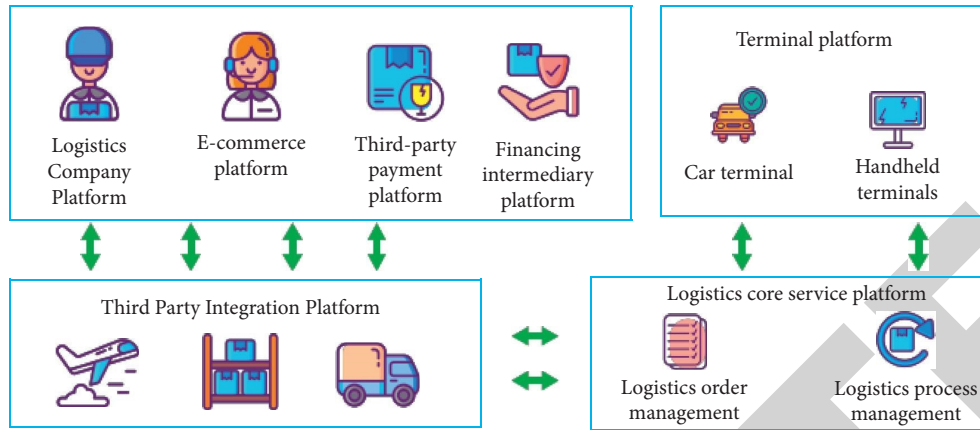 Logistics
Company
Platform
E-commerce
platform
Third-party
payment
platform
Financing
intermediary
platform
Terminal platform
Car terminal
Handheld
terminals
Third Party Integration Platform
Logistics core service platform
Logistics order
management
Logistics process
management